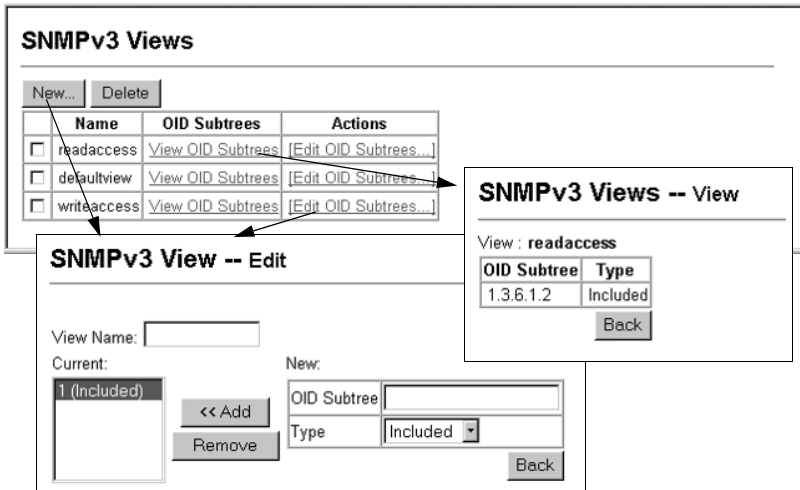 SNMPv3 Views
New... Delete
Name OID Subtrees Actions
readaccess View OID Subtrees [Edit OID Subtrees...]
defaultview View OID Subtrees [Edit OID Subtrees...]
writeaccess View OID Subtrees [Edit OID Subtrees...]
SNMPv3 Views -- View
View : readaccess
OID Subtree Type
1.3.6.1.2 Included
Back
SNMPv3 View -- Edit
View Name:
Current:
1 (Included)
<< Add
Remove
New:
OID Subtree
Type Included
Back